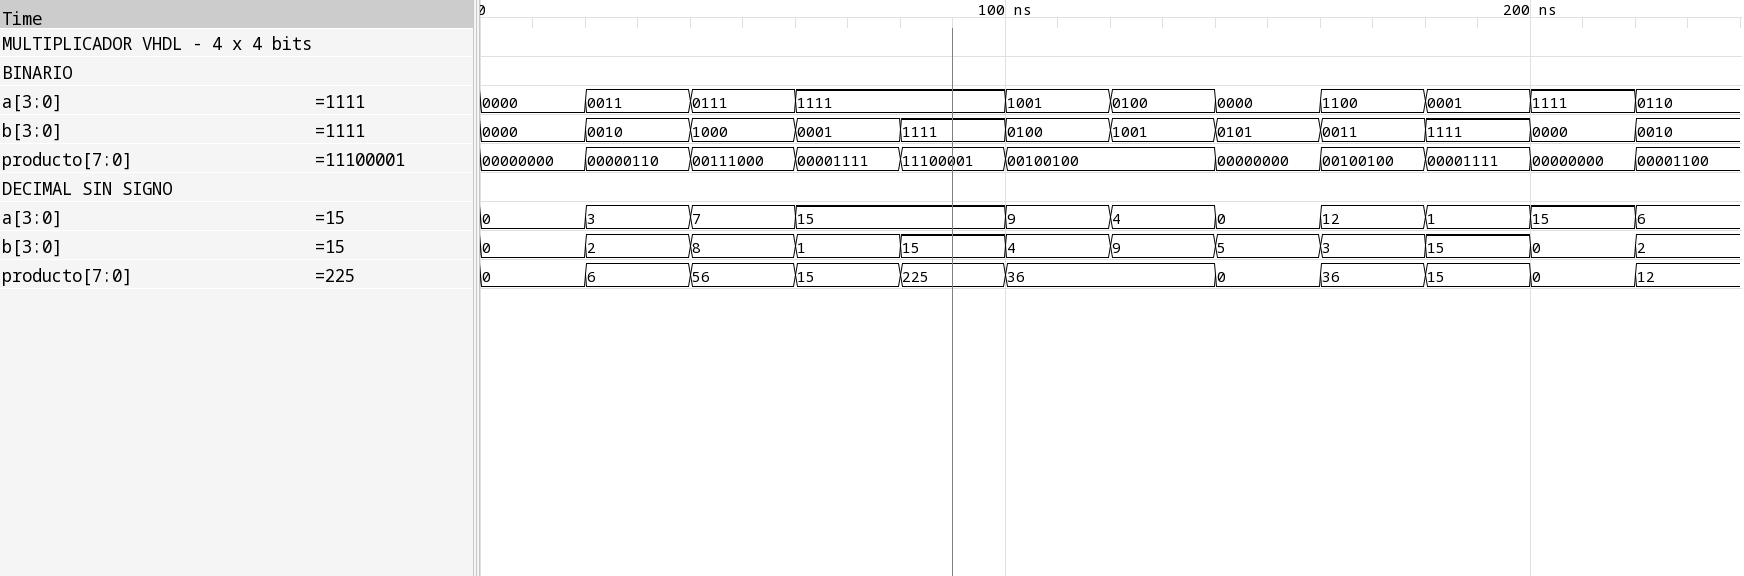 Time 0 100 ns 200 ns
MULTIPLICADOR VHDL - 4 x 4 bits
BINARIO
a[3:0] =1111 0000 0011 0111 1111 1001 0100 0000 1100 0001 1111 0110
b[3:0] =1111 0000 0010 1000 0001 1111 0100 1001 0101 0011 1111 0000 0010
producto[7:0] =11100001 00000000 00000110 00111000 00001111 11100001 00100100 00000000 00100100 00001111 00000000 00001100
DECIMAL SIN SIGNO
a[3:0] =15 0 3 7 15 9 4 0 12 1 15 6
b[3:0] =15 0 2 8 1 15 4 9 5 3 15 0 2
producto[7:0] =225 0 6 56 15 225 36 0 36 15 0 12